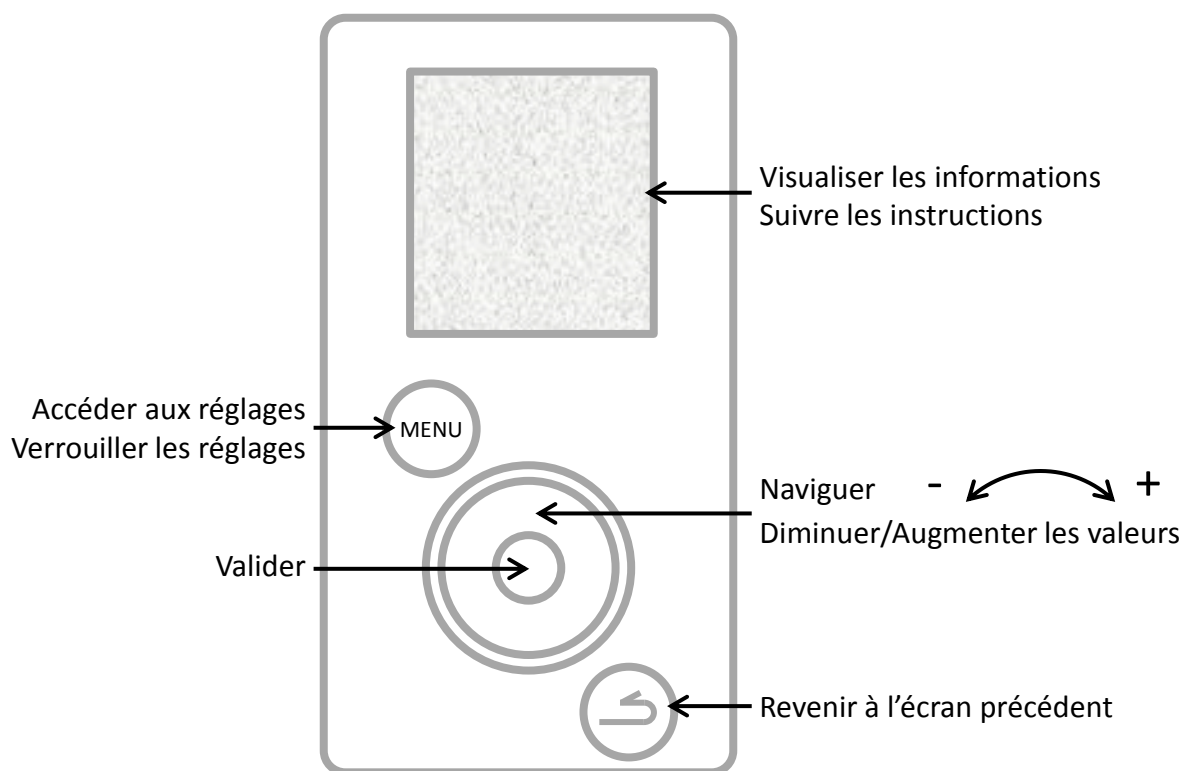 Visualiser les informations
Suivre les instructions
Accéder aux réglages
Verrouiller les réglages
MENU
Naviguer - +
Diminuer/Augmenter les valeurs
Valider
Revenir à l’écran précédent